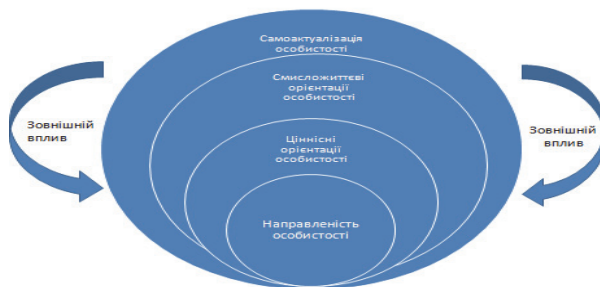 Самоактуалізація
особистості
Смисложиттєві
орієнтації
особистості
Зовнішній
вплив
Зовнішній
вплив
Ціннісні
орієнтації
особистості
Направленість
особистості